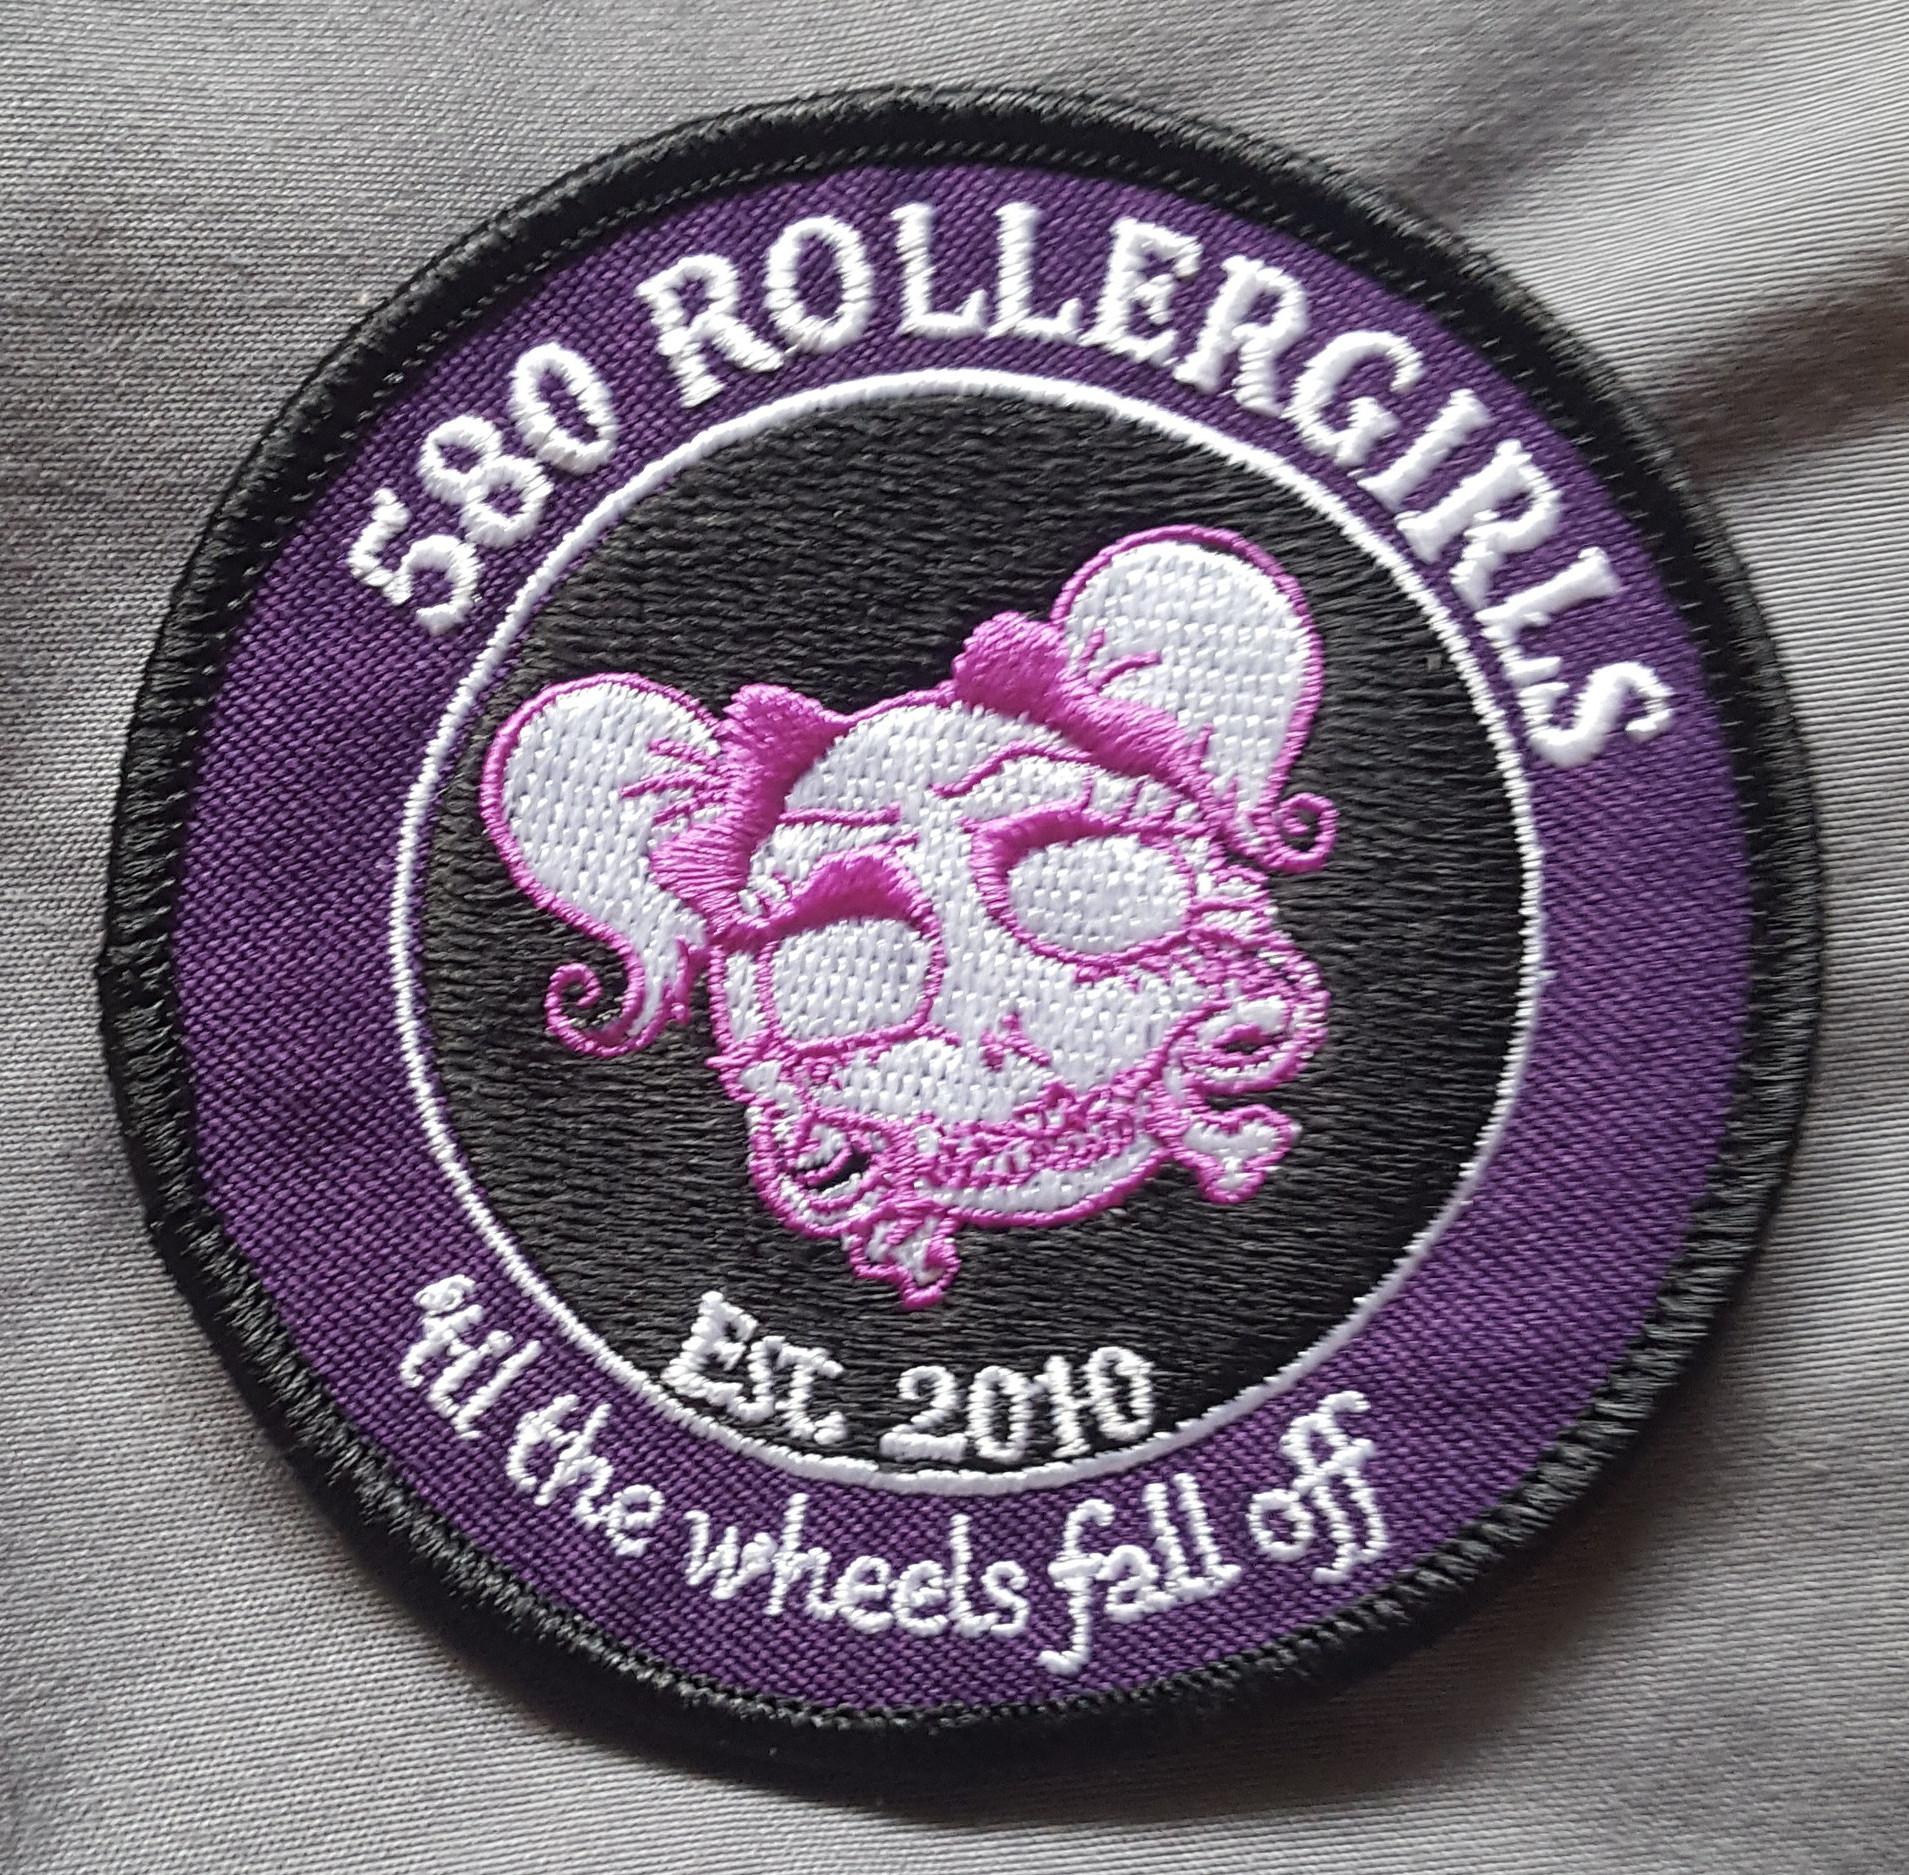 580 ROLLERGIRLS
EST. 2010
'til the wheels fall off